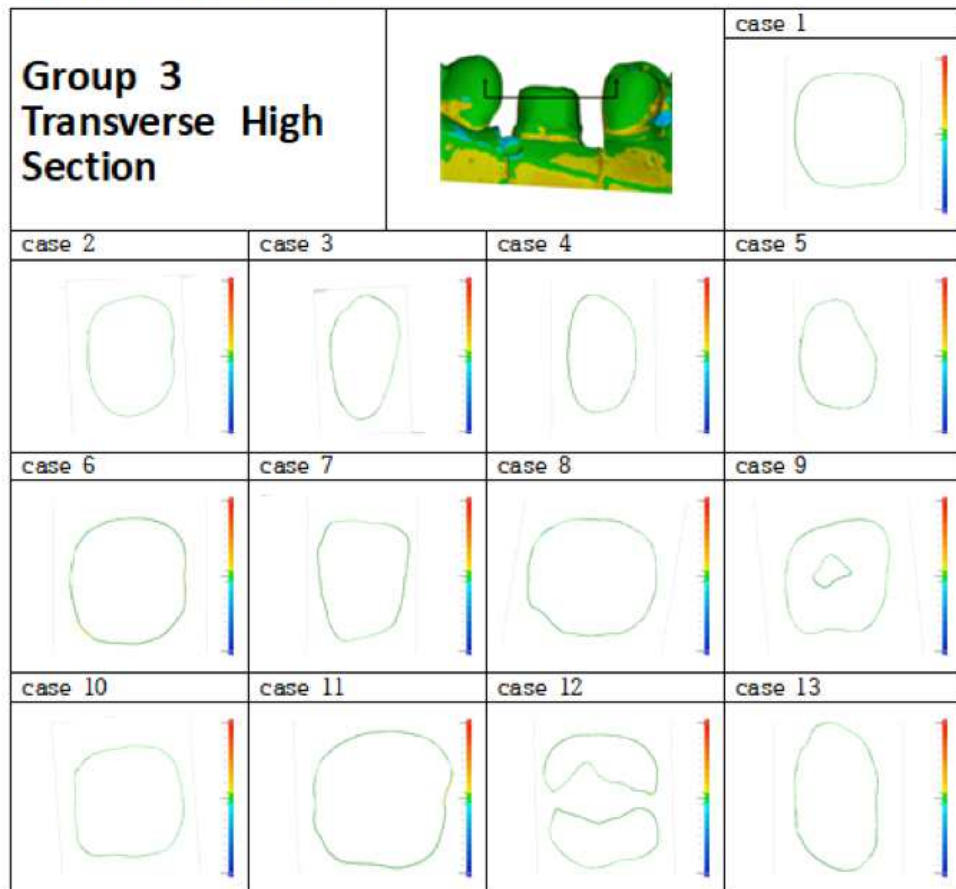 Group 3
Transverse High
Section
case 1
case 2
case 3
case 4
case 5
case 6
case 7
case 8
case 9
case 10
case 11
case 12
case 13